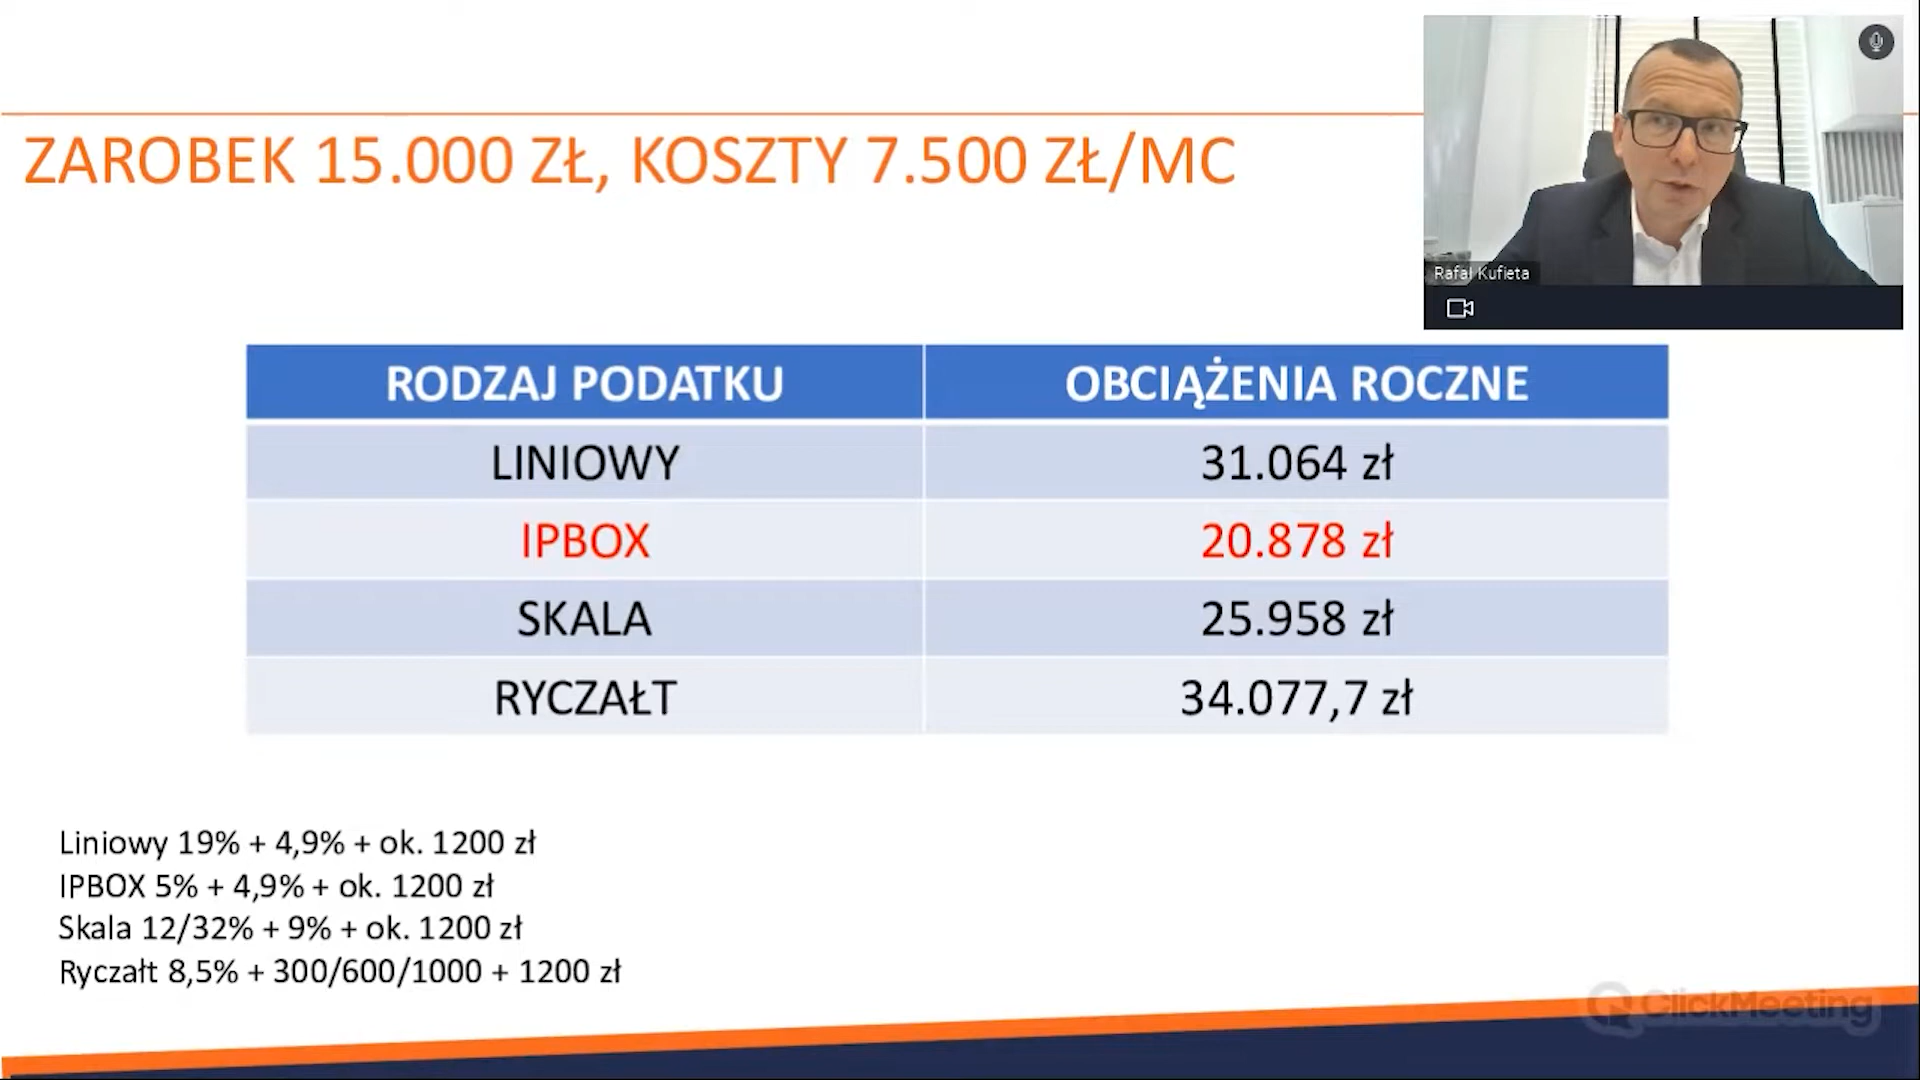 ZAROBEK 15.000 ZŁ, KOSZTY 7.500 ZŁ/MC
Rafał Kufieta
RODZAJ PODATKU OBCIĄŻENIA ROCZNE
LINIOWY 31.064 zł
IPBOX 20.878 zł
SKALA 25.958 zł
RYCZAŁT 34.077,7 zł
Liniowy 19% + 4,9% + ok. 1200 zł
IPBOX 5% + 4,9% + ok. 1200 zł
Skala 12/32% + 9% + ok. 1200 zł
Ryczałt 8,5% + 300/600/1000 + 1200 zł
ClickMeeting